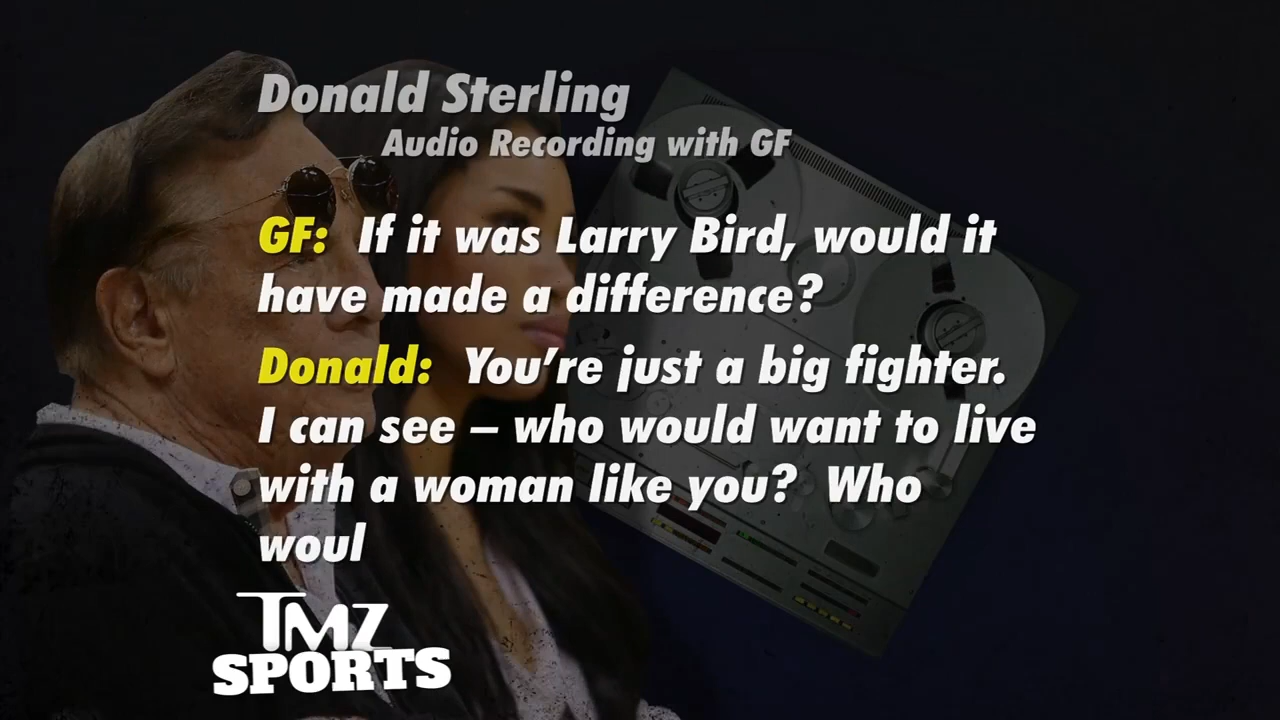 Donald Sterling
Audio Recording with GF
GF: If it was Larry Bird, would it
have made a difference?
Donald: You're just a big fighter.
I can see – who would want to live
with a woman like you? Who
woul
TMZ
SPORTS